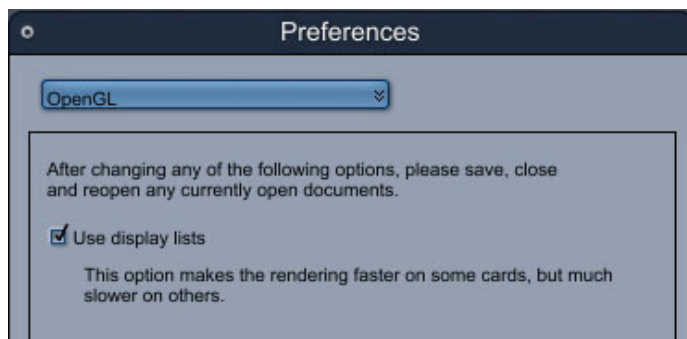 Preferences
OpenGL
After changing any of the following options, please save, close
and reopen any currently open documents.
Use display lists
This option makes the rendering faster on some cards, but much
slower on others.